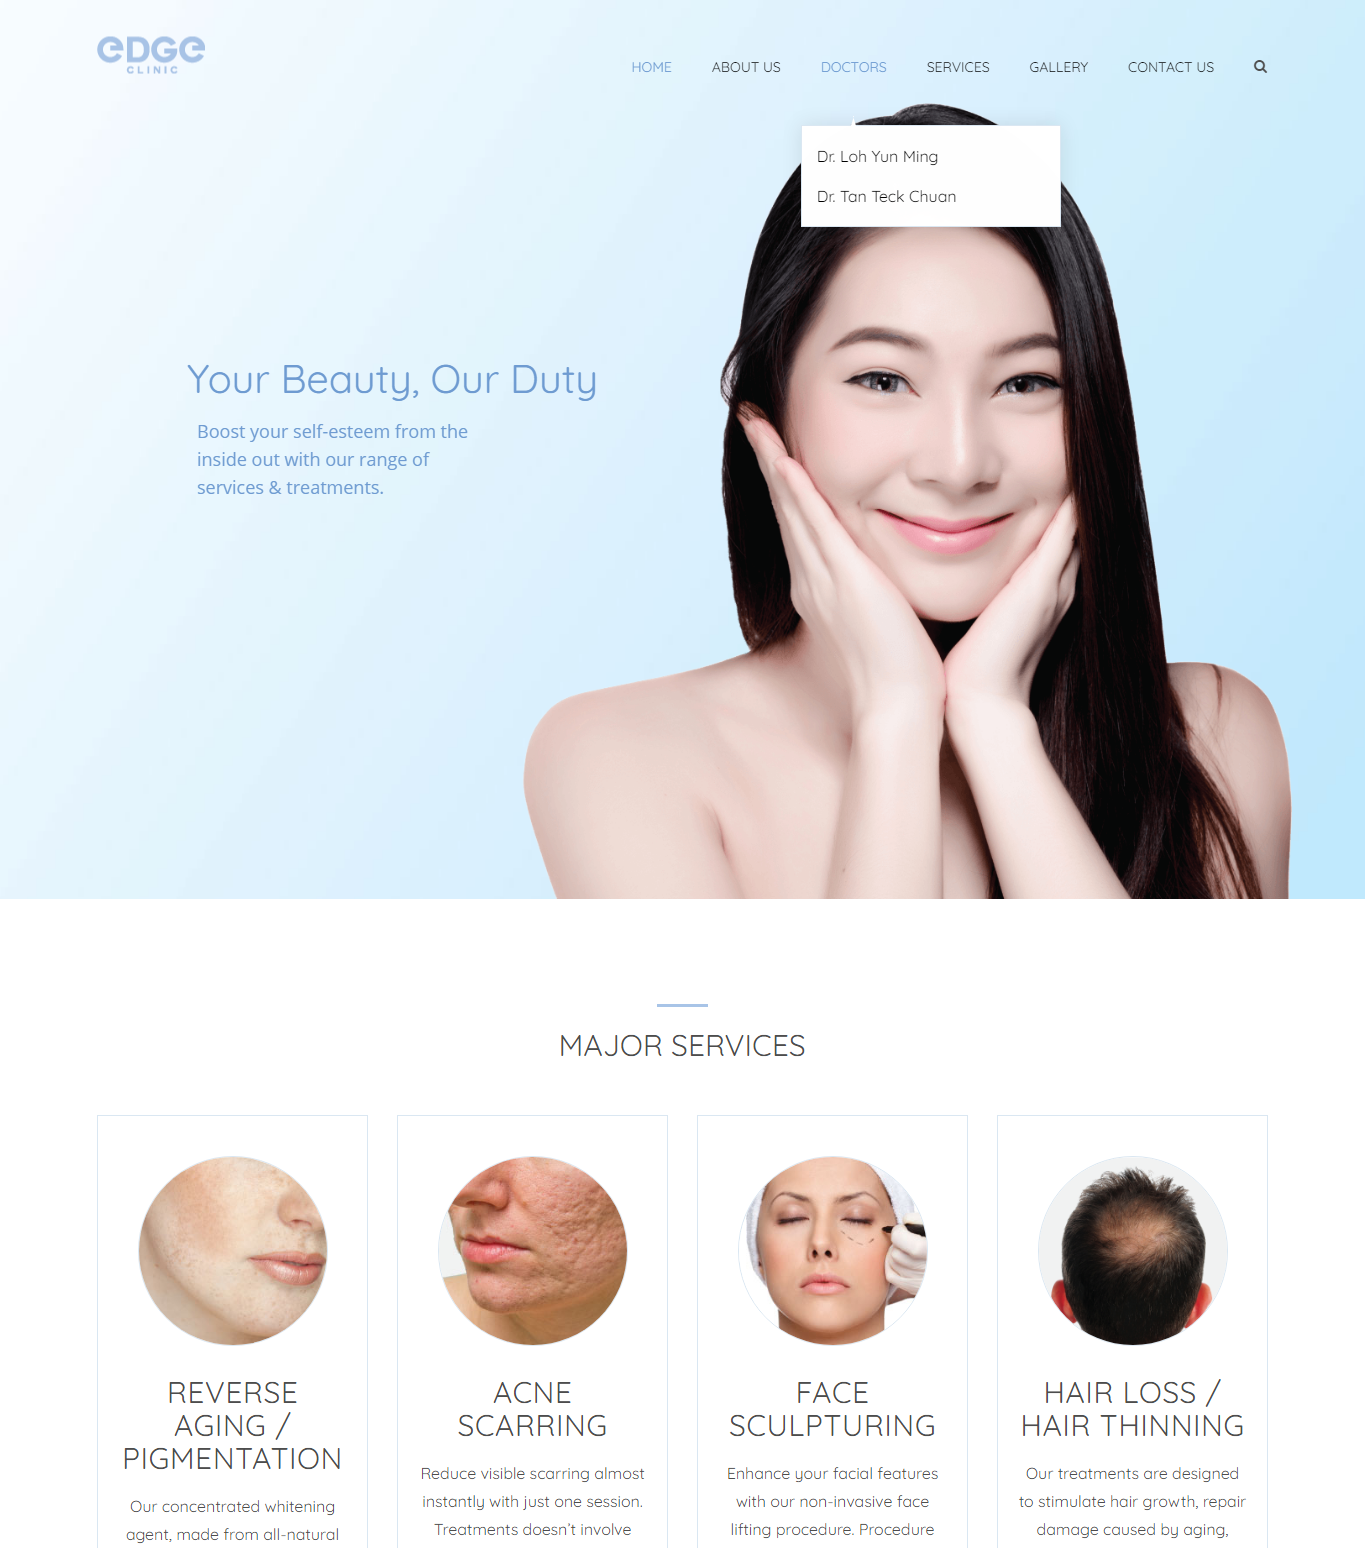 eDGe
CLINIC
HOME ABOUT US DOCTORS SERVICES GALLERY CONTACT US
Dr. Loh Yun Ming
Dr. Tan Teck Chuan
Your Beauty, Our Duty
Boost your self-esteem from the
inside out with our range of
services & treatments.
MAJOR SERVICES
REVERSE
AGING /
PIGMENTATION
Our concentrated whitening
agent, made from all-natural
ACNE
SCARRING
Reduce visible scarring almost
instantly with just one session.
Treatments doesn't involve
FACE
SCULPTURING
Enhance your facial features
with our non-invasive face
lifting procedure. Procedure
HAIR LOSS /
HAIR THINNING
Our treatments are designed
to stimulate hair growth, repair
damage caused by aging,